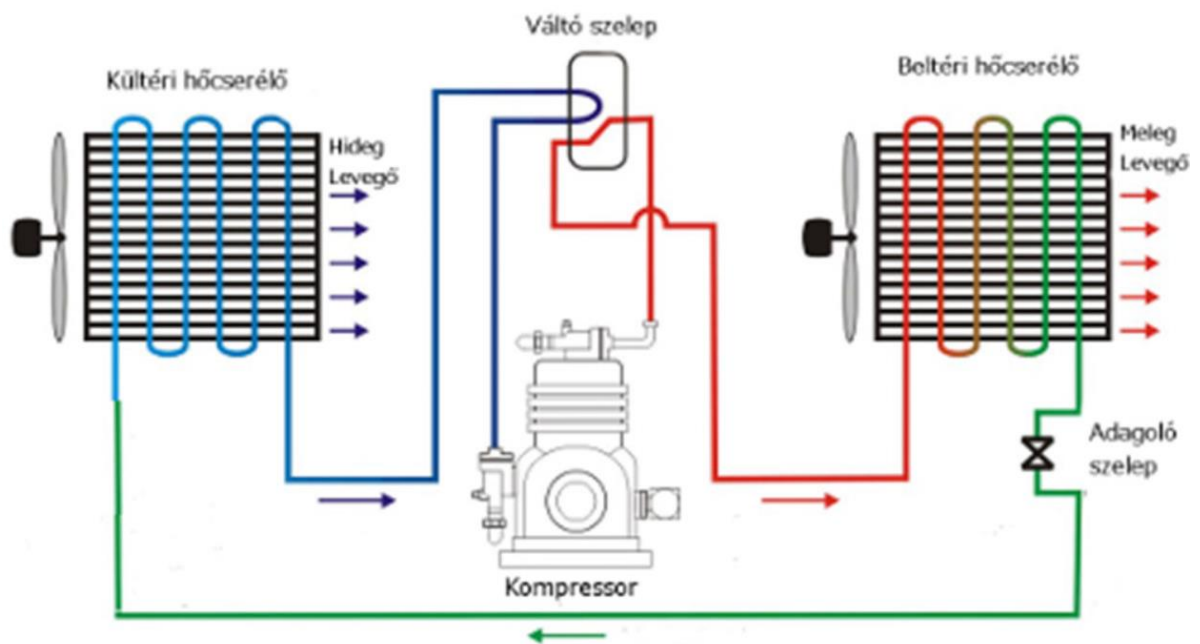 Váltó szelep
Kültéri hőcserélő
Beltéri hőcserélő
Hideg
Levegő
Meleg
Levegő
Adagoló
szelep
Kompressor